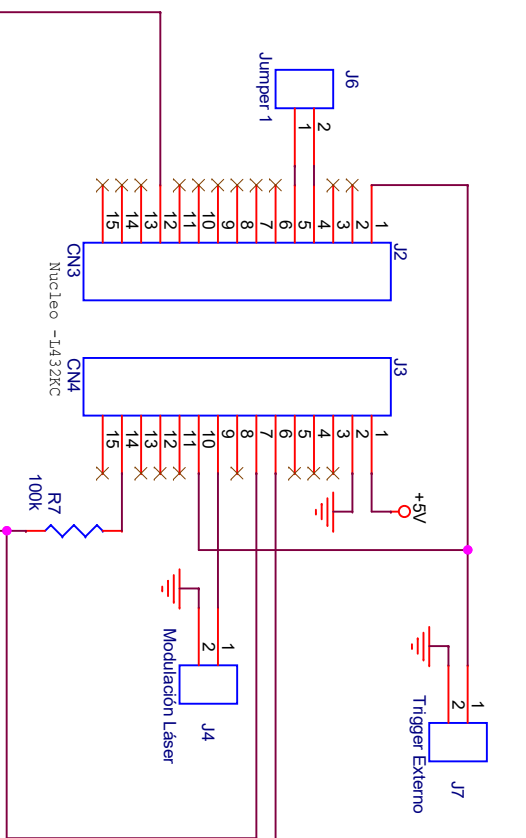 J6
Jumper 1
2
1
J2
1
2
3
4
5
6
7
8
9
10
11
12
13
14
15
CN3
Nucleo -L432KC
J3
CN4
1
2
3
4
5
6
7
8
9
10
11
12
13
14
15
+5V
R7
100k
1
2
J4
Modulación Láser
1
2
J7
Trigger Externo